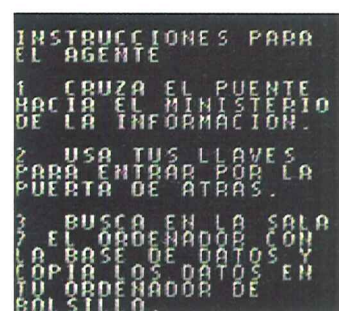 INSTRUCCIONES PARA
EL AGENTE
1 CRUZA EL PUENTE
HACIA EL MINISTERIO
DE LA INFORMACION.
2 USA TUS LLAVES
PARA ENTRAR POR LA
PUERTA DE ATRAS.
3 BUSCA EN LA SALA
7 EL ORDENADOR CON
LA BASE DE DATOS Y
COPIA LOS DATOS EN
TU ORDENADOR DE
BOLSILLO.